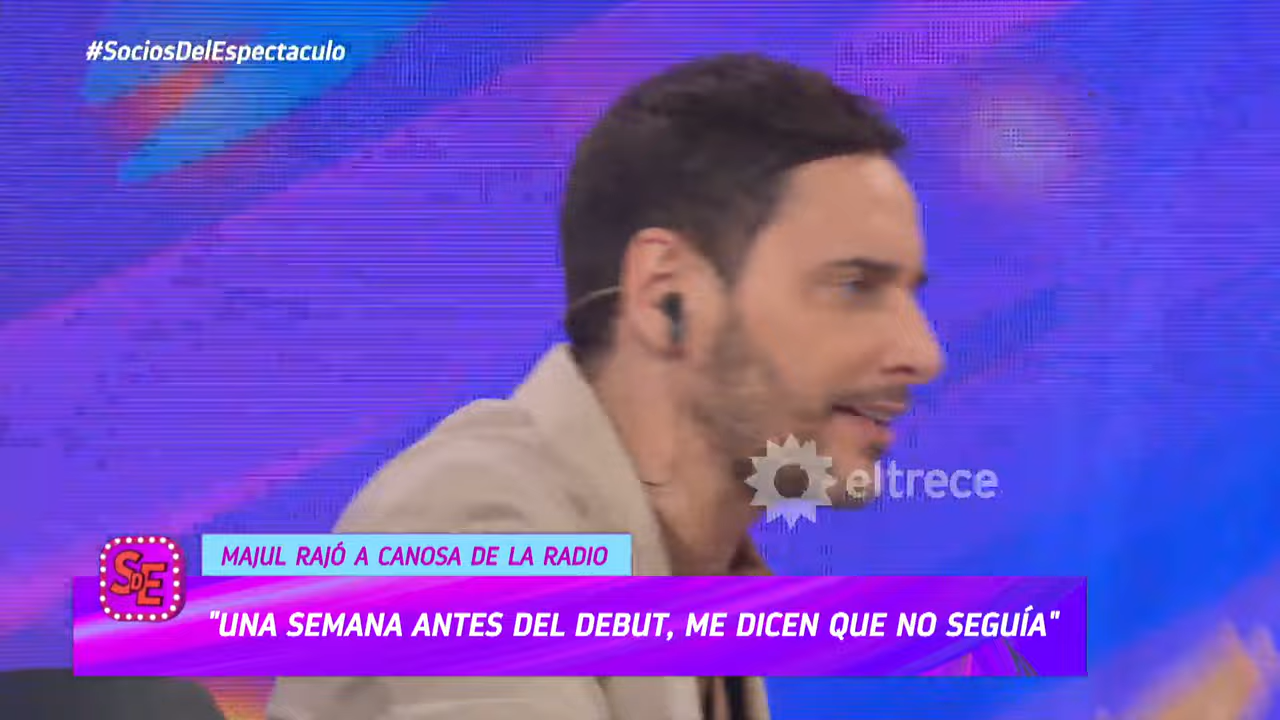 #SociosDelEspectaculo
eltrece
SDE
MAJUL RAJÓ A CANOSA DE LA RADIO
"UNA SEMANA ANTES DEL DEBUT, ME DICEN QUE NO SEGUÍA"